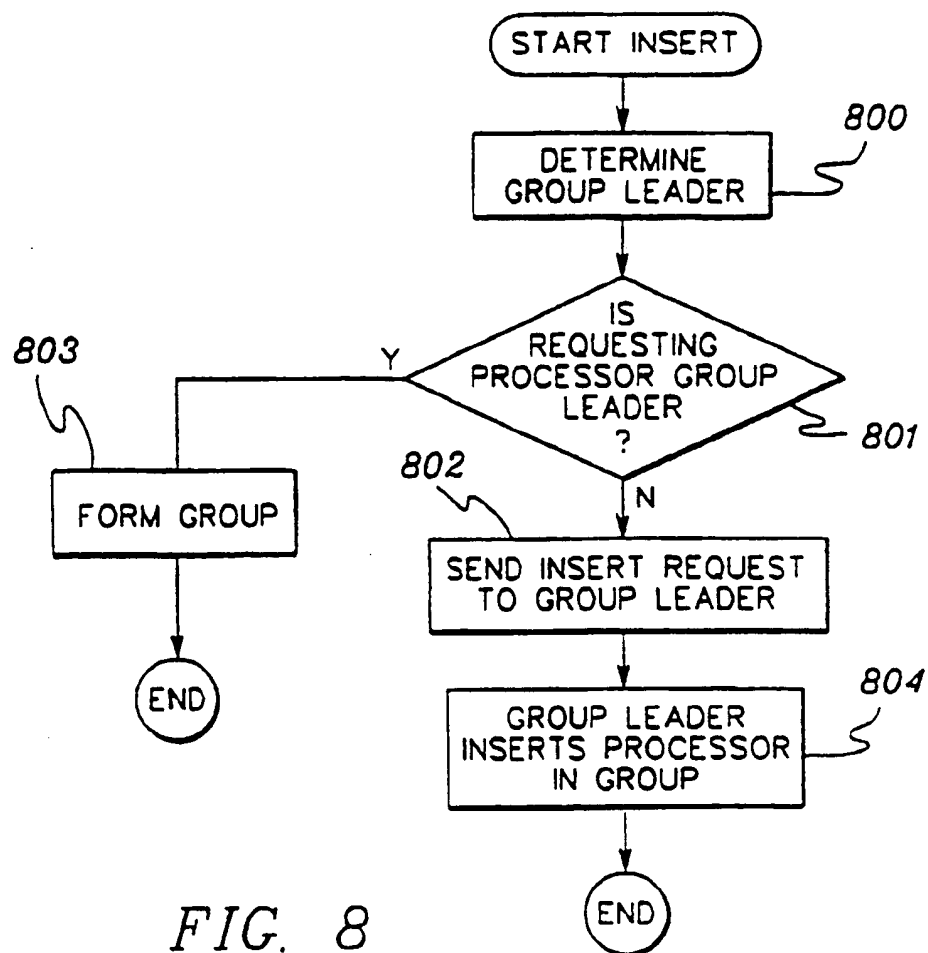 START INSERT
800
DETERMINE
GROUP LEADER
IS
REQUESTING
PROCESSOR GROUP
LEADER
?
801
Y
803
FORM GROUP
END
N
802
SEND INSERT REQUEST
TO GROUP LEADER
804
GROUP LEADER
INSERTS PROCESSOR
IN GROUP
END
FIG. 8